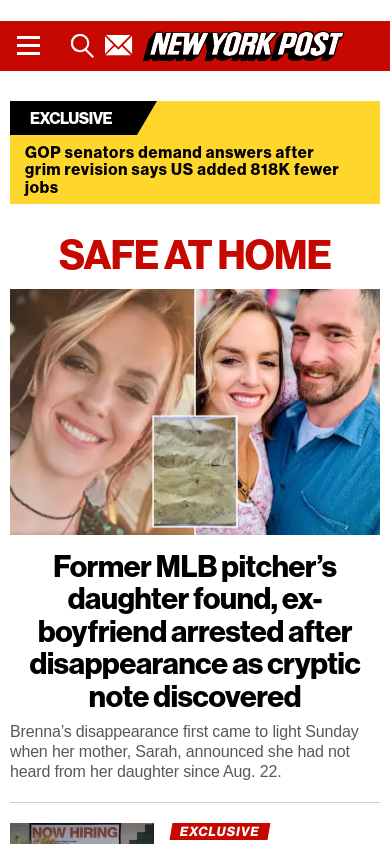 NEW YORK POST
EXCLUSIVE
GOP senators demand answers after
grim revision says US added 818K fewer
jobs
SAFE AT HOME
Former MLB pitcher’s
daughter found, ex-
boyfriend arrested after
disappearance as cryptic
note discovered
Brenna’s disappearance first came to light Sunday
when her mother, Sarah, announced she had not
heard from her daughter since Aug. 22.
NOW HIRING
EXCLUSIVE